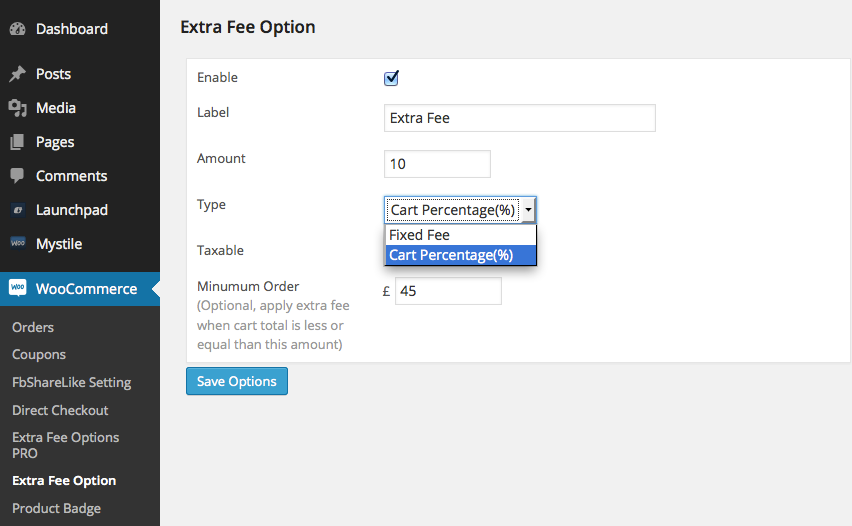 Dashboard
Posts
Media
Pages
Comments
Launchpad
Woo
Mystile
WOO
WooCommerce
Orders
Coupons
FbShareLike Setting
Direct Checkout
Extra Fee Options
PRO
Extra Fee Option
Product Badge
Extra Fee Option
Enable
Label
Extra Fee
Amount
10
Type
Cart Percentage(%)
Fixed Fee
Cart Percentage(%)
Taxable
Minumum Order
(Optional, apply extra fee
when cart total is less or
equal than this amount)
£ 45
Save Options